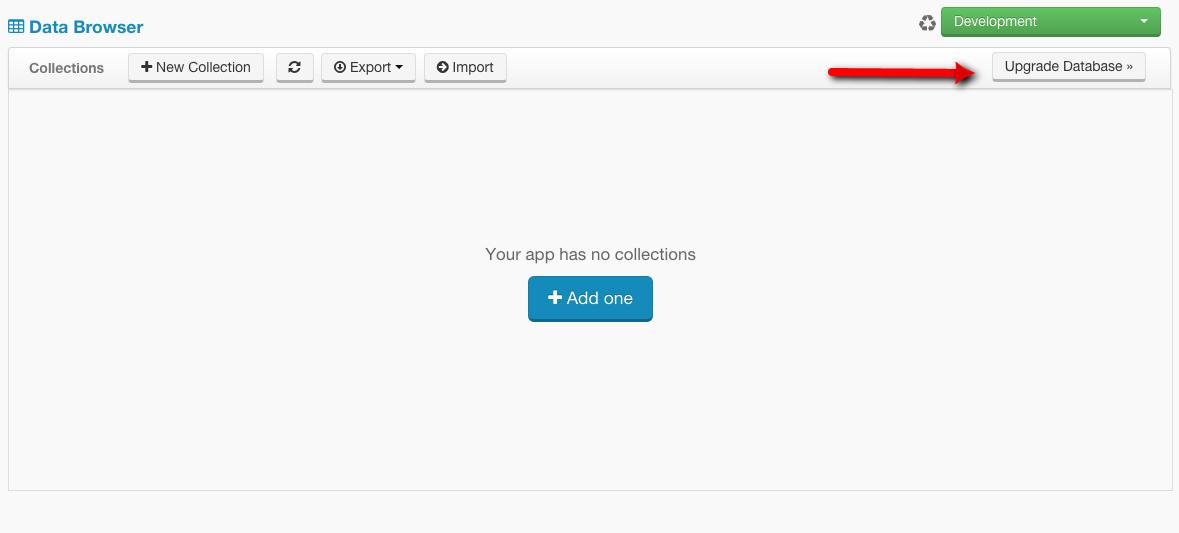 Data Browser
Development
Collections
New Collection
Export
Import
Upgrade Database »
Your app has no collections
Add one